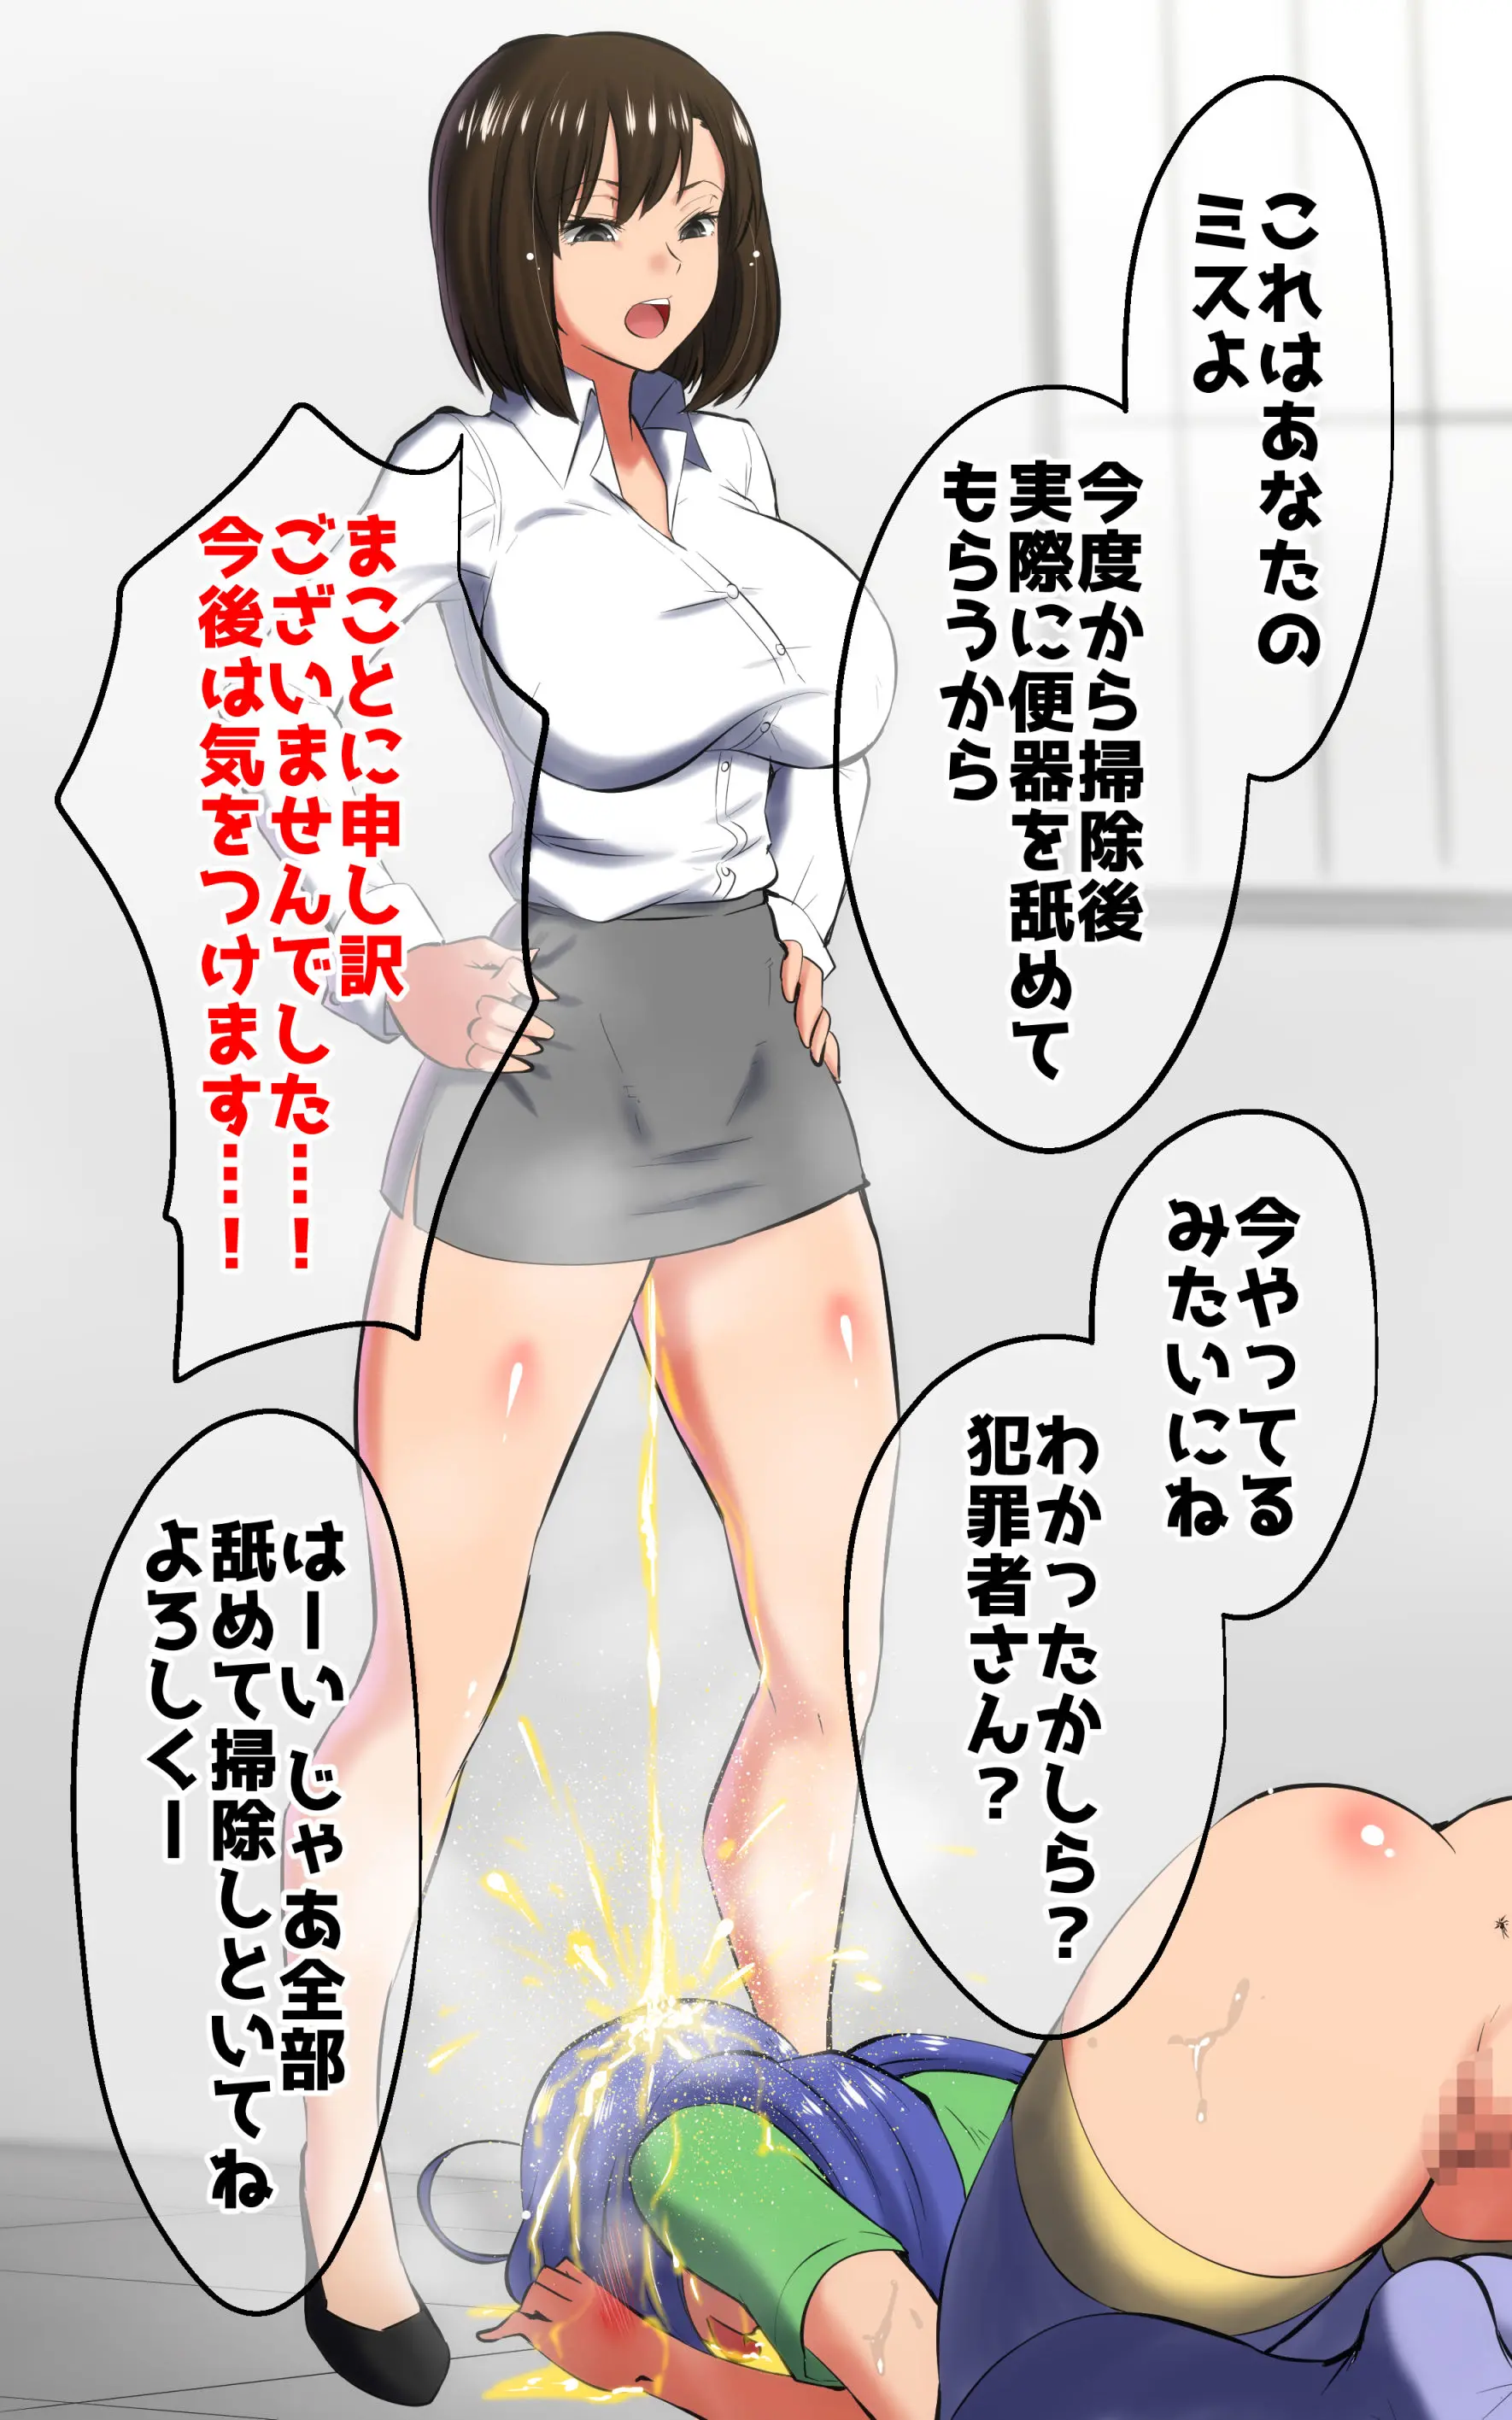 これはあなたの
ミスよ
今度から掃除後
実際に便器を舐めて
もらうから
まことに申し訳
ございませんでした……！
今後は気をつけます……！
今やってる
みたいにね
わかったかしら？
犯罪者さん？
はーいじゃあ全部
舐めて掃除しといてね
よろしくー